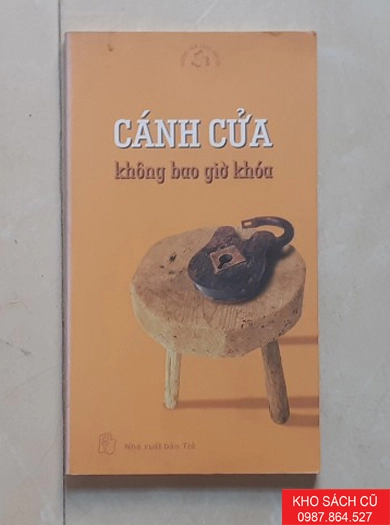 CÁNH CỬA
không bao giờ khóa
Nhà xuất bản Trẻ
KHO SÁCH CŨ
0987.864.527